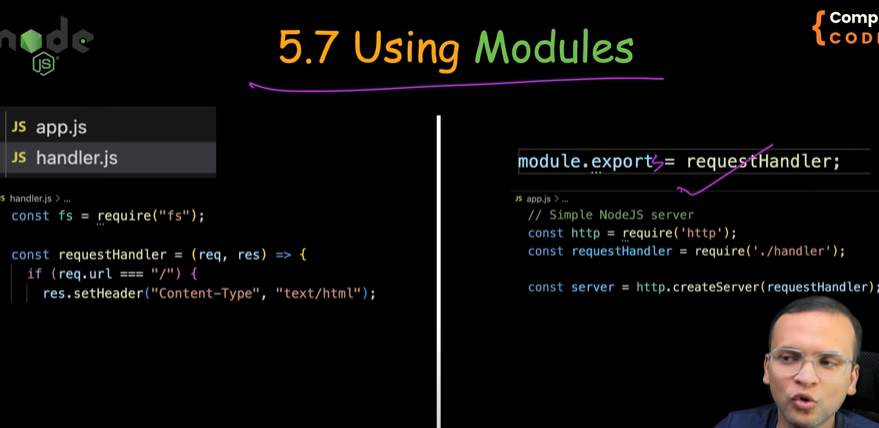 node
JS
5.7 Using Modules
{ Comp
CODI
JS app.js
JS handler.js
JS handler.js > ...
const fs = require("fs");
const requestHandler = (req, res) => {
if (req.url === "/") {
res.setHeader("Content-Type", "text/html");
module.exports = requestHandler;
JS app.js > ...
// Simple NodeJS server
const http = require('http');
const requestHandler = require('./handler');
const server = http.createServer(requestHandler);